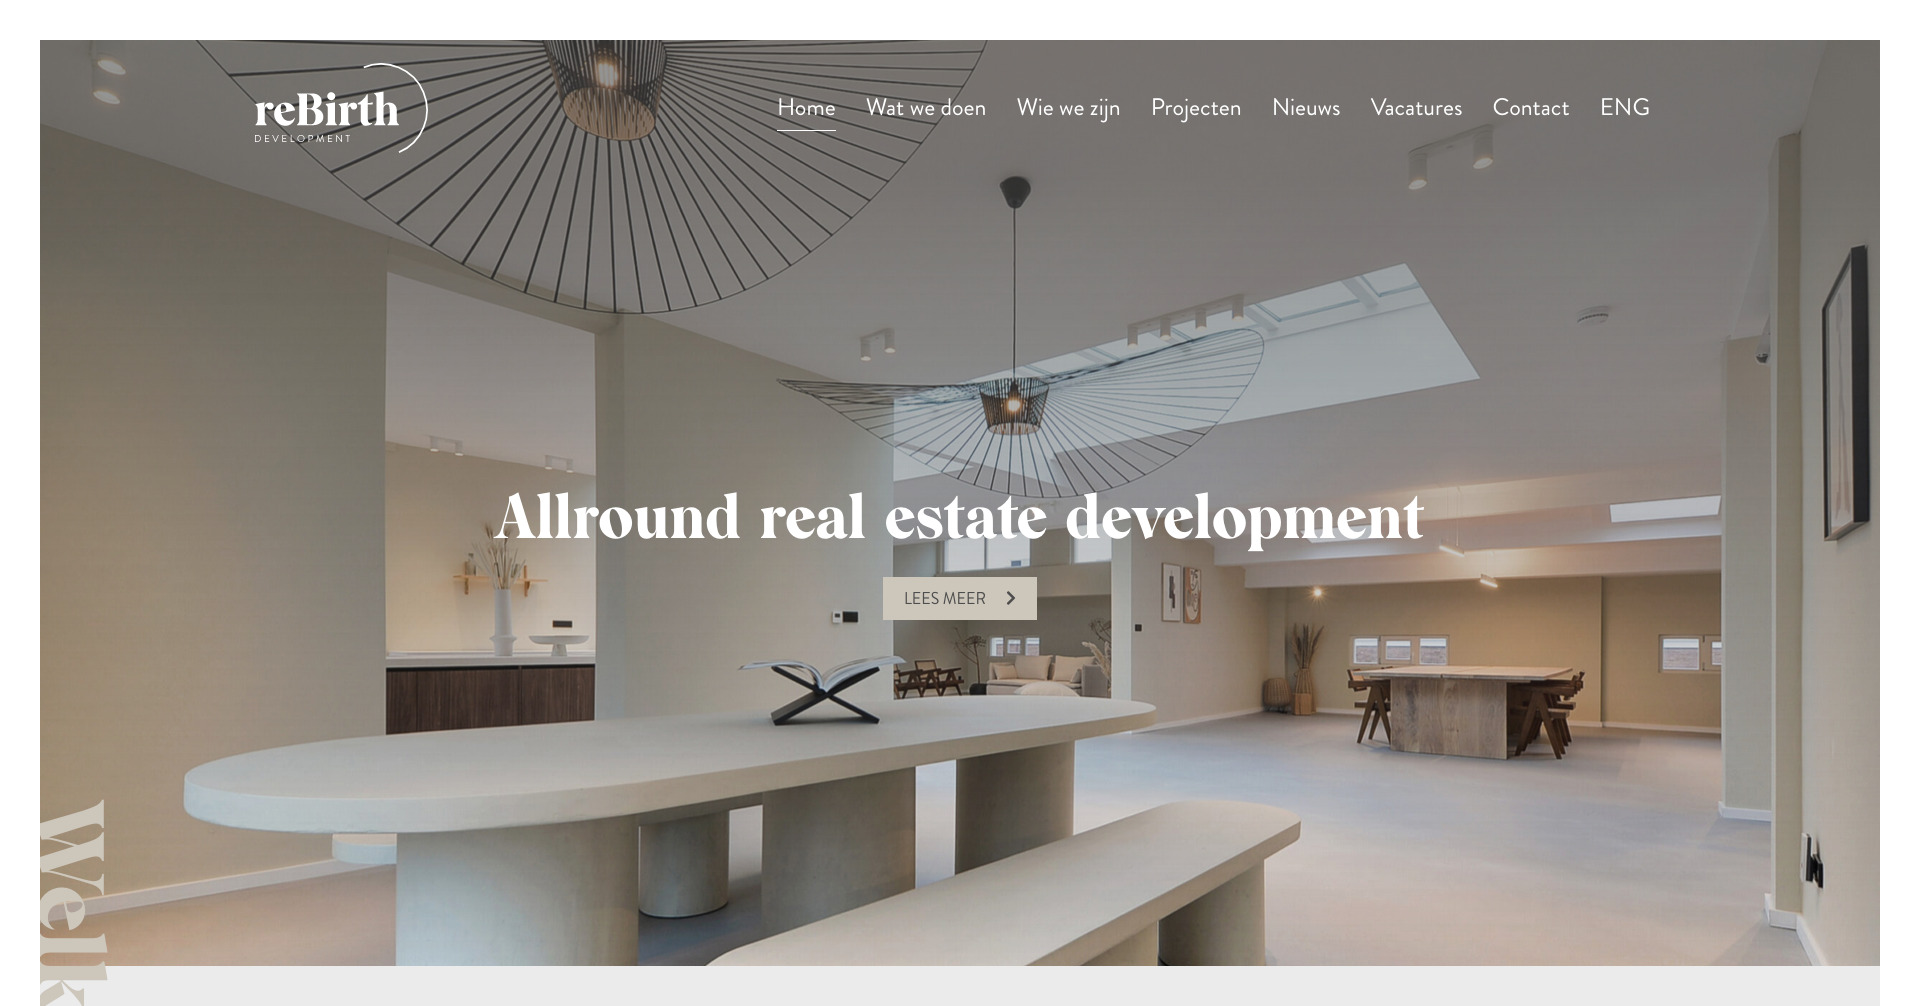 reBirth
DEVELOPMENT
Home Wat we doen Wie we zijn Projecten Nieuws Vacatures Contact ENG
Allround real estate development
LEES MEER
Welk